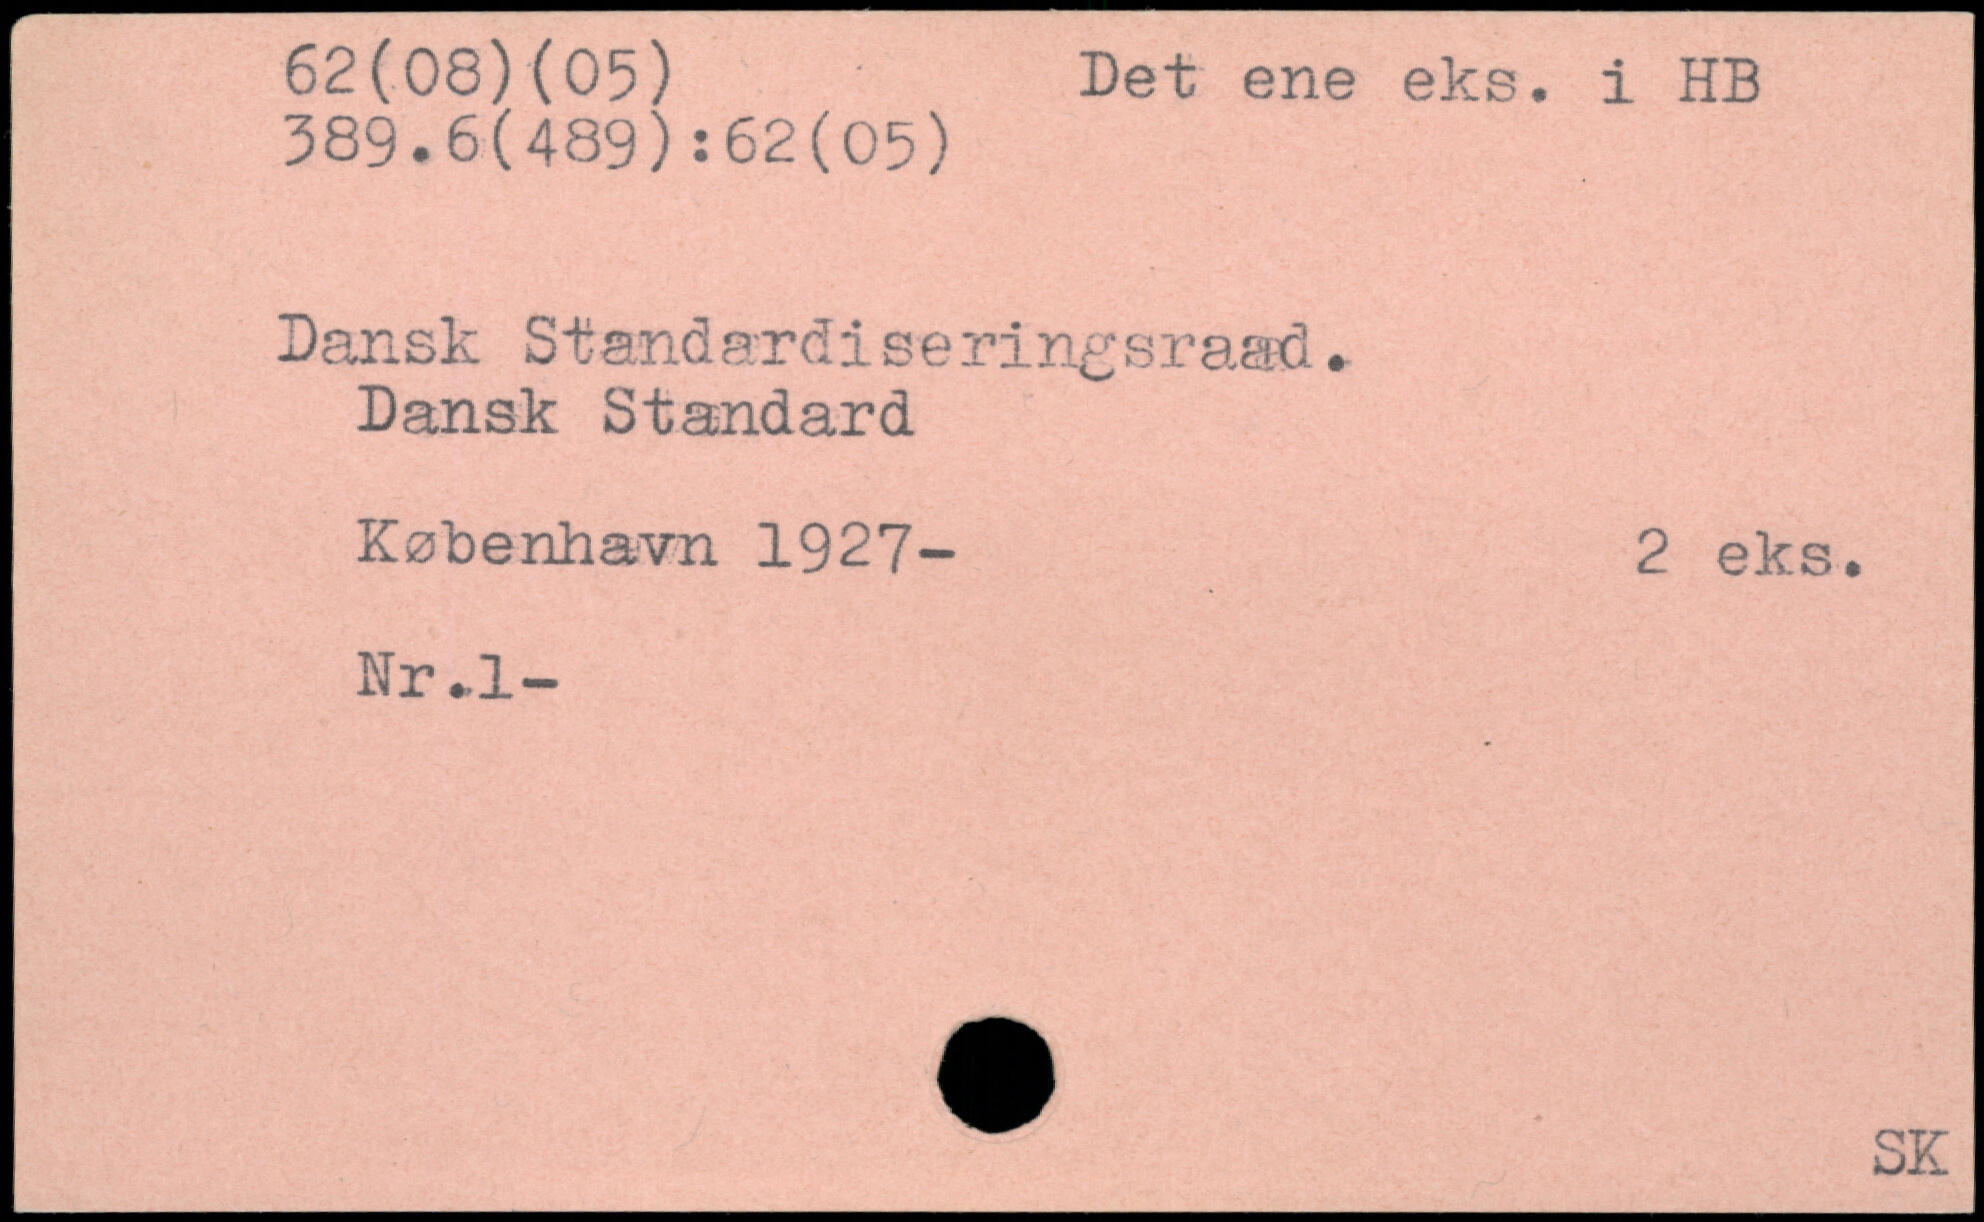 62(08)(05) Det ene eks. i HB
389.6(489):62(05)
Dansk Standardiseringsraad.
Dansk Standard
København 1927- 2 eks.
Nr.1-
SK